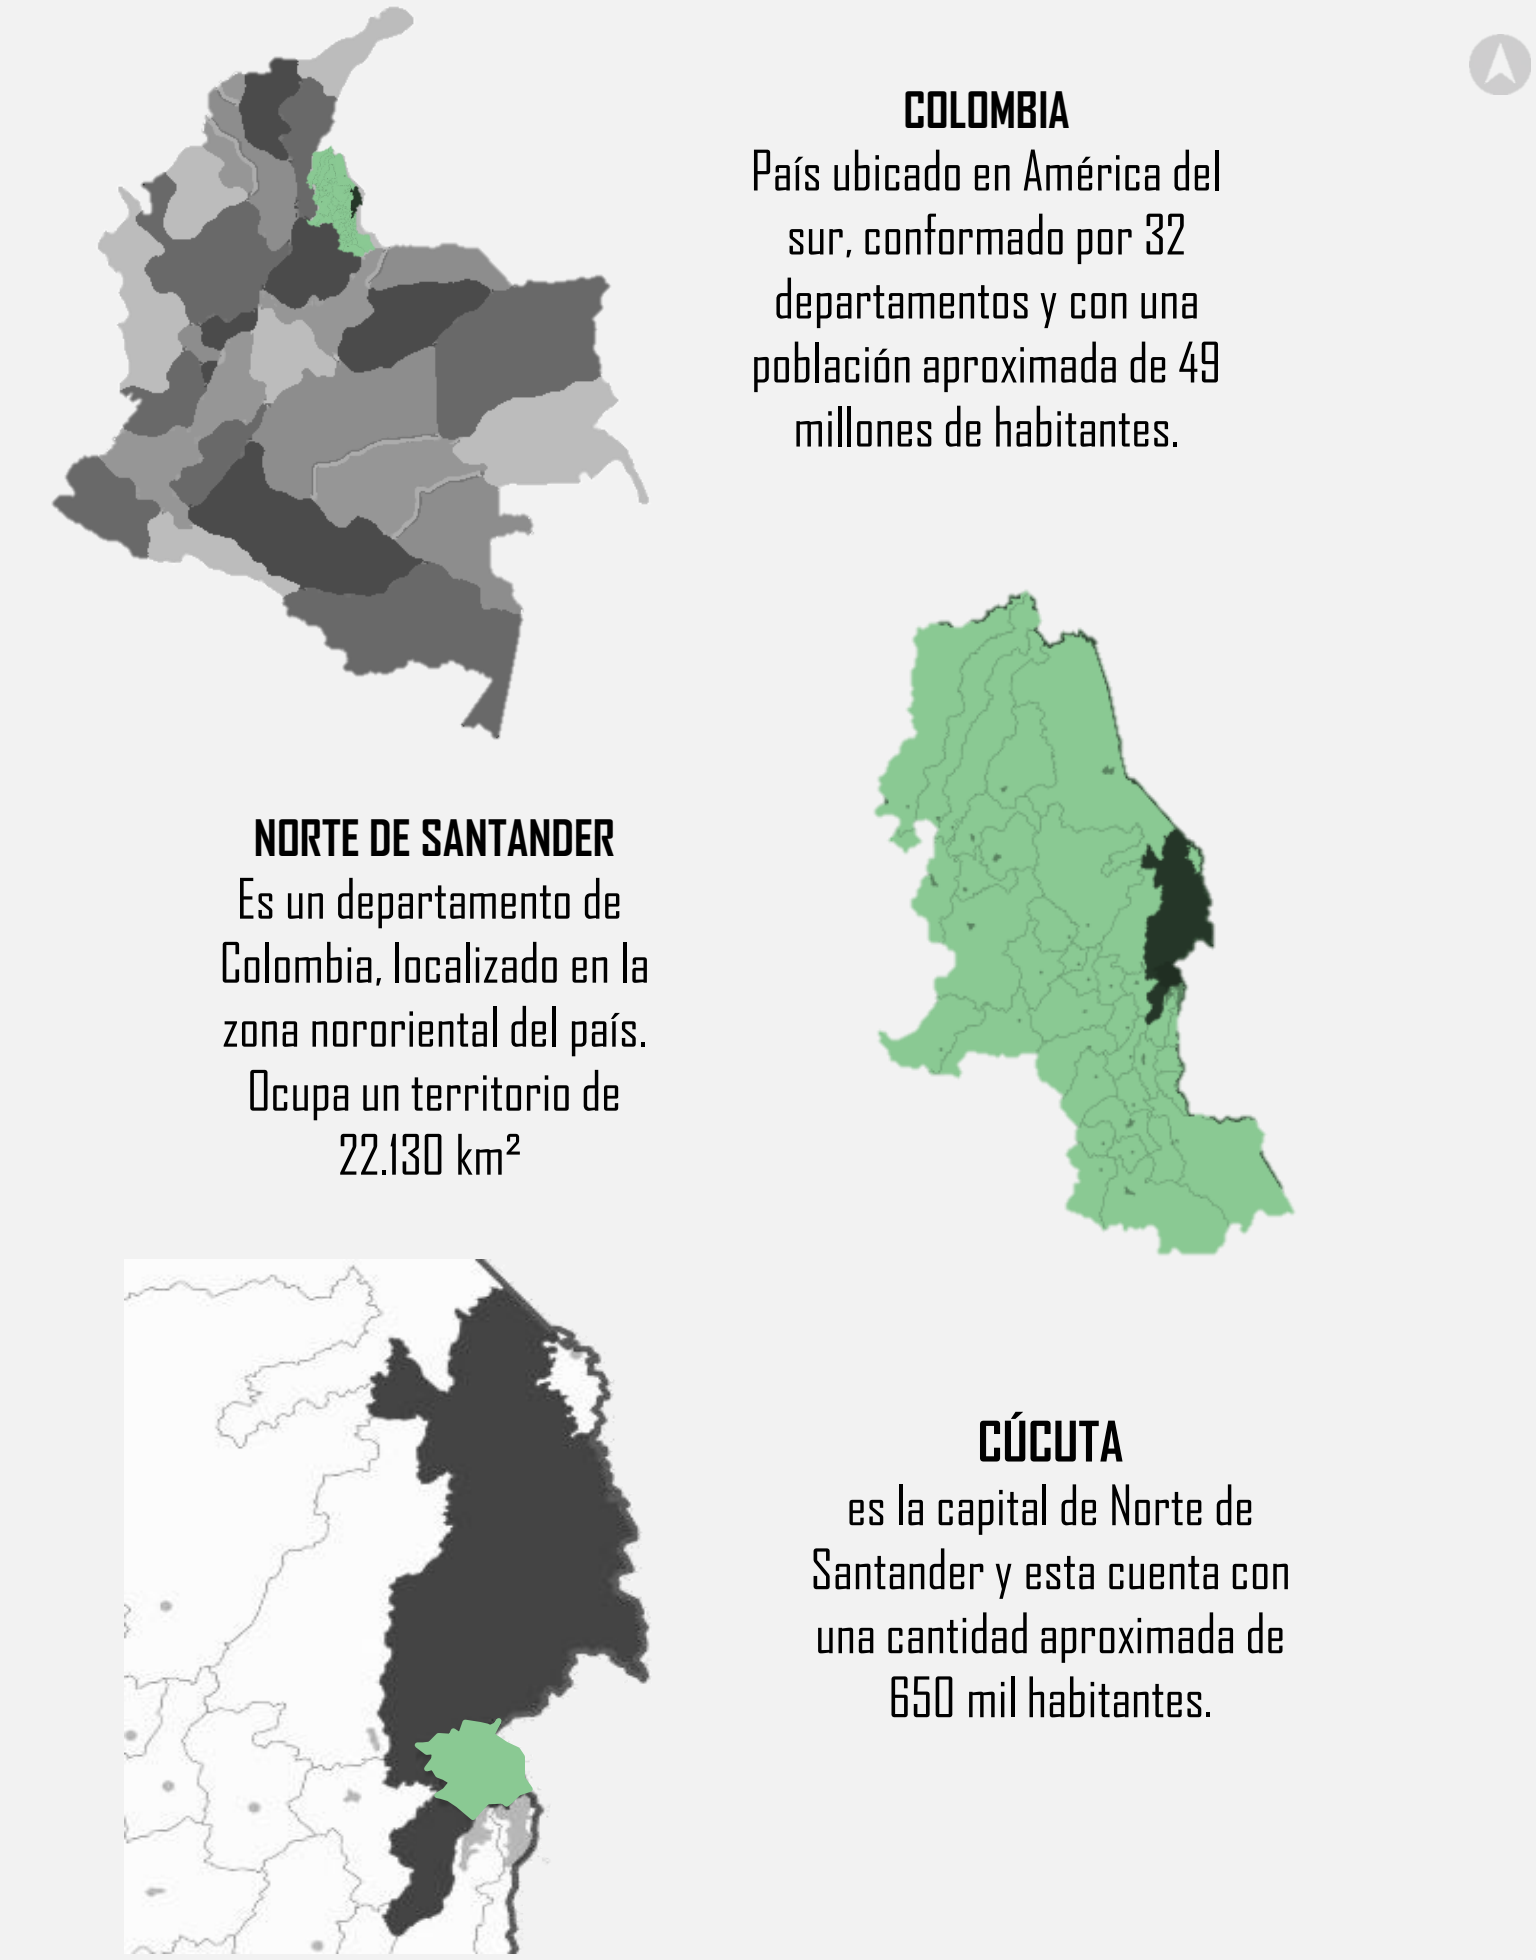 COLOMBIA
País ubicado en América del
sur, conformado por 32
departamentos y con una
población aproximada de 49
millones de habitantes.
NORTE DE SANTANDER
Es un departamento de
Colombia, localizado en la
zona nororiental del país.
Ocupa un territorio de
22.130 km²
CÚCUTA
es la capital de Norte de
Santander y esta cuenta con
una cantidad aproximada de
650 mil habitantes.